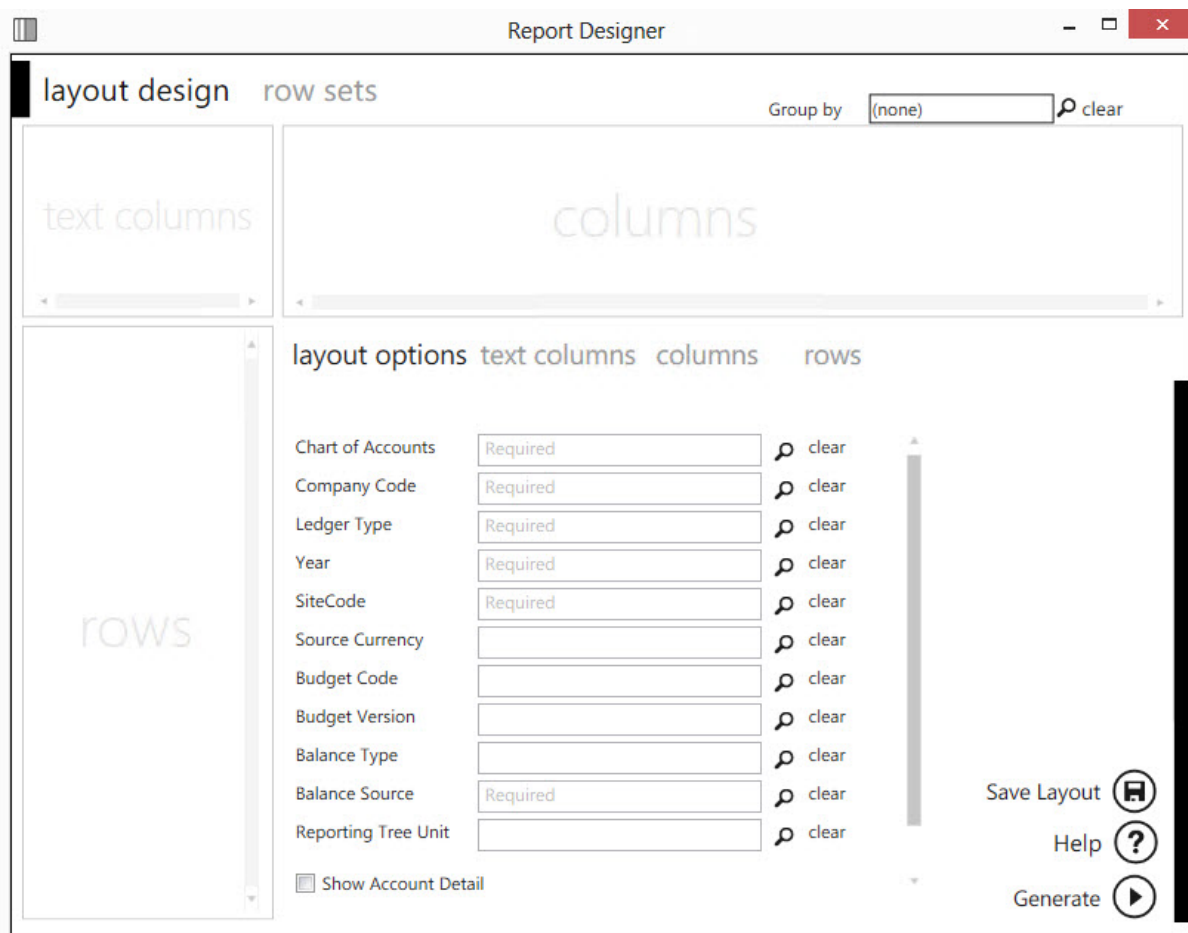 Report Designer
layout design row sets
Group by (none) clear
text columns
columns
layout options text columns columns rows
rows
Chart of Accounts Required clear
Company Code Required clear
Ledger Type Required clear
Year Required clear
SiteCode Required clear
Source Currency clear
Budget Code clear
Budget Version clear
Balance Type clear
Balance Source Required clear
Reporting Tree Unit clear
Show Account Detail
Save Layout
Help ?
Generate